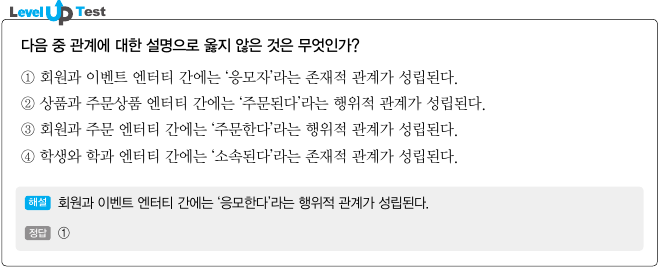 Level Up Test
다음 중 관계에 대한 설명으로 옳지 않은 것은 무엇인가?
① 회원과 이벤트 엔터티 간에는 ‘응모자’라는 존재적 관계가 성립된다.
② 상품과 주문상품 엔터티 간에는 ‘주문된다’라는 행위적 관계가 성립된다.
③ 회원과 주문 엔터티 간에는 ‘주문한다’라는 행위적 관계가 성립된다.
④ 학생와 학과 엔터티 간에는 ‘소속된다’라는 존재적 관계가 성립된다.
해설 회원과 이벤트 엔터티 간에는 ‘응모한다’라는 행위적 관계가 성립된다.
정답 ①